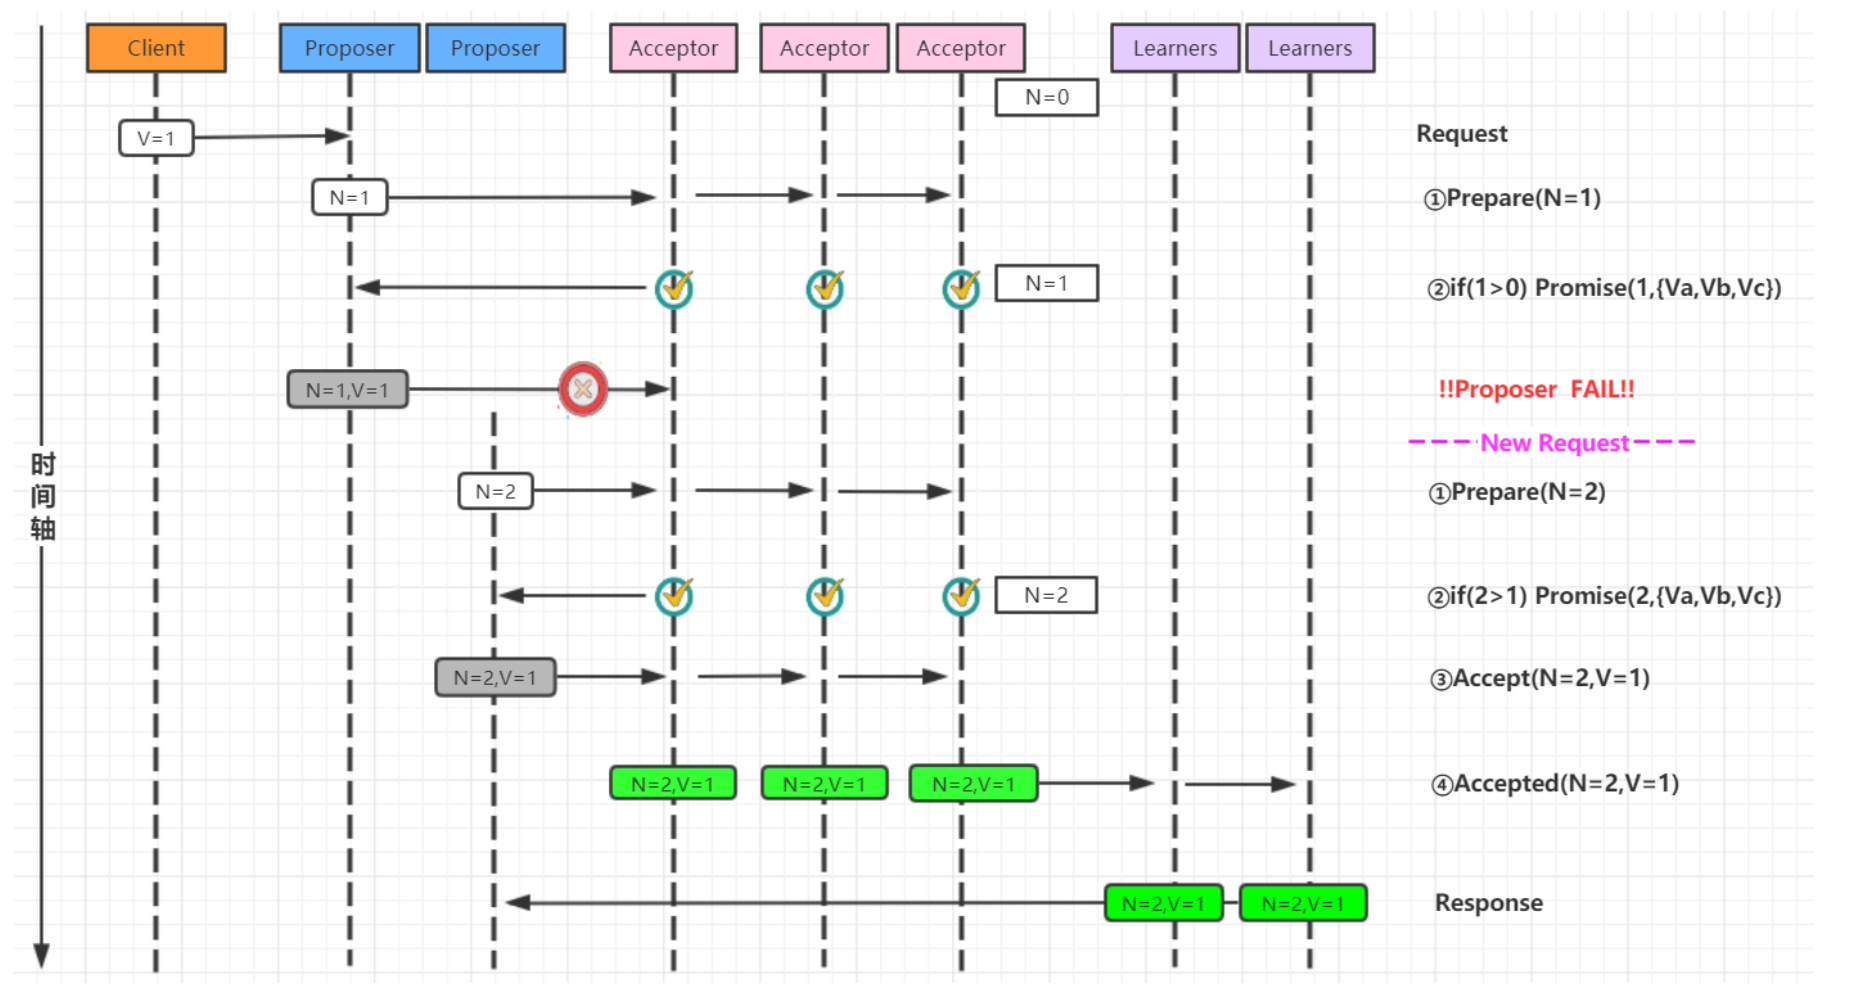 Client
Proposer
Proposer
Acceptor
Acceptor
Acceptor
Learners
Learners
N=0
V=1
Request
N=1
①Prepare(N=1)
N=1
②if(1>0) Promise(1,{Va,Vb,Vc})
N=1,V=1
!!Proposer FAIL!!
New Request
时间轴
N=2
①Prepare(N=2)
N=2
②if(2>1) Promise(2,{Va,Vb,Vc})
N=2,V=1
③Accept(N=2,V=1)
N=2,V=1
N=2,V=1
N=2,V=1
④Accepted(N=2,V=1)
N=2,V=1
N=2,V=1
Response